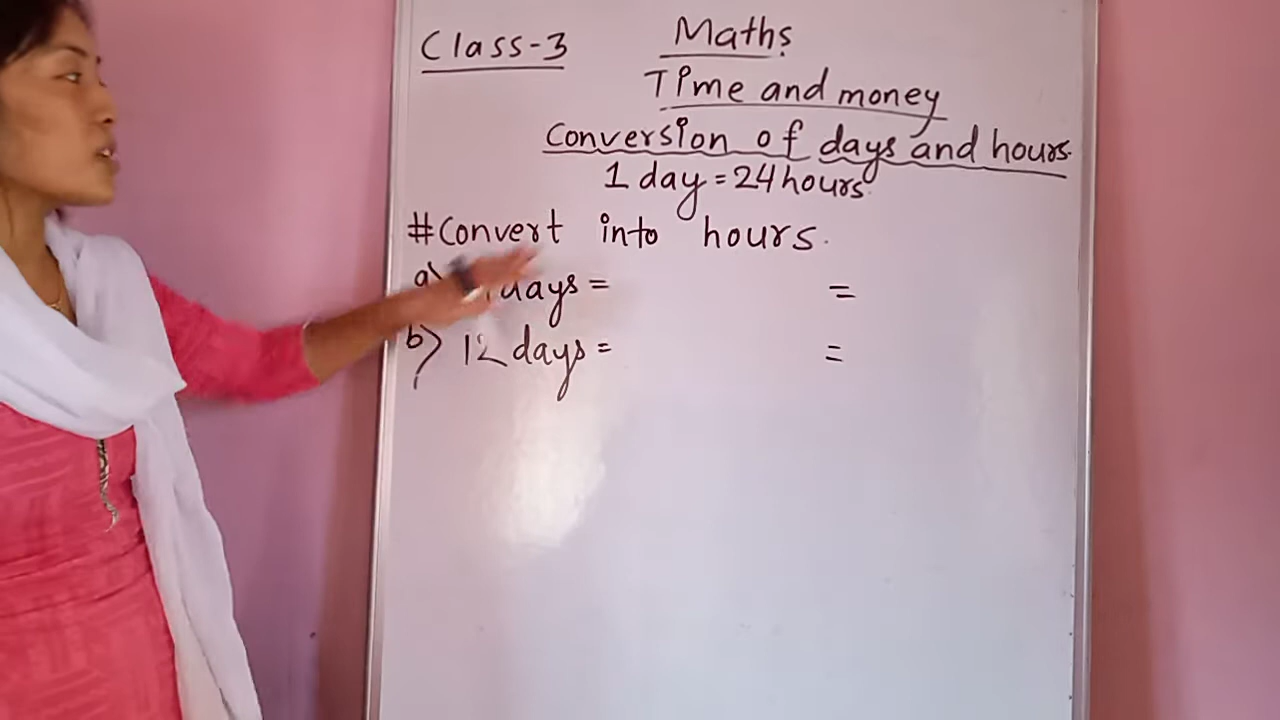 Class-3
Maths
Time and money
Conversion of days and hours.
1 day = 24 hours.
#Convert into hours.
a) days = =
b) 12 days = =